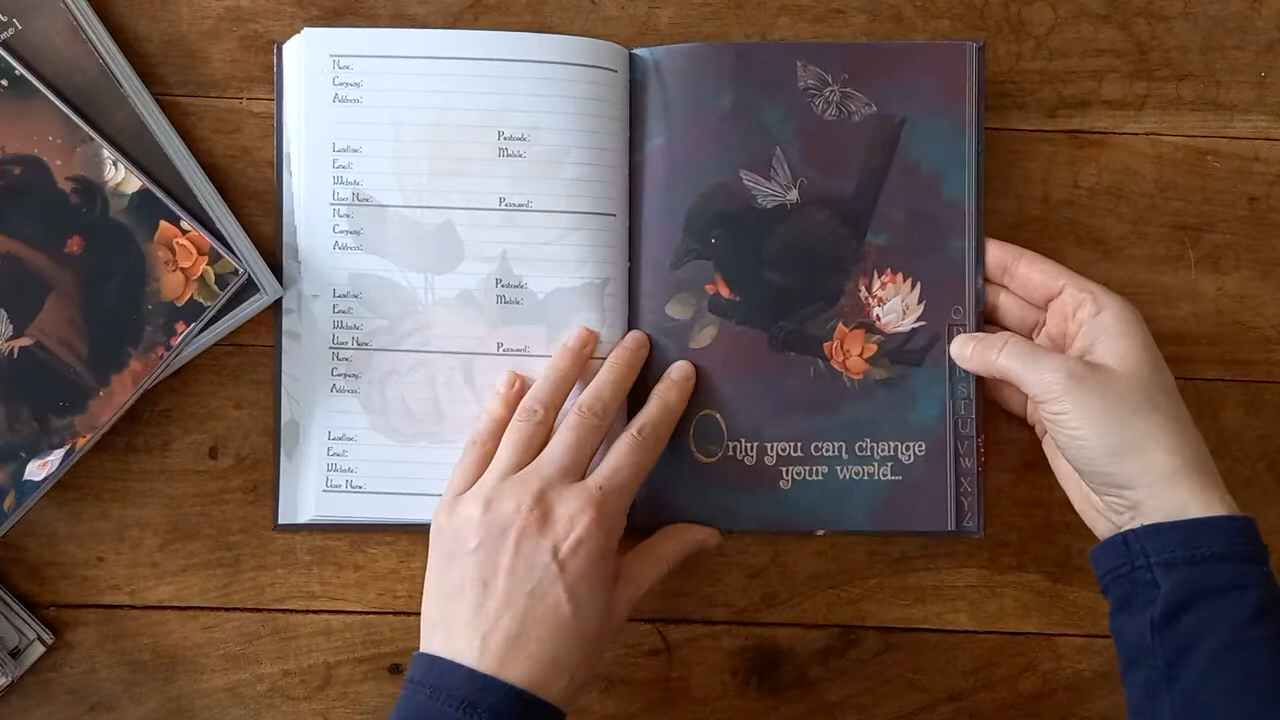 Name:
Company:
Address:
Postcode:
Landline: Mobile:
Email:
Website:
User Name: Password:
Name:
Company:
Address:
Postcode:
Landline: Mobile:
Email:
Website:
User Name: Password:
Name:
Company:
Address:
Landline:
Email:
Website:
User Name:
Only you can change
your world...
O
S
T
U
V
W
X
Y
Z